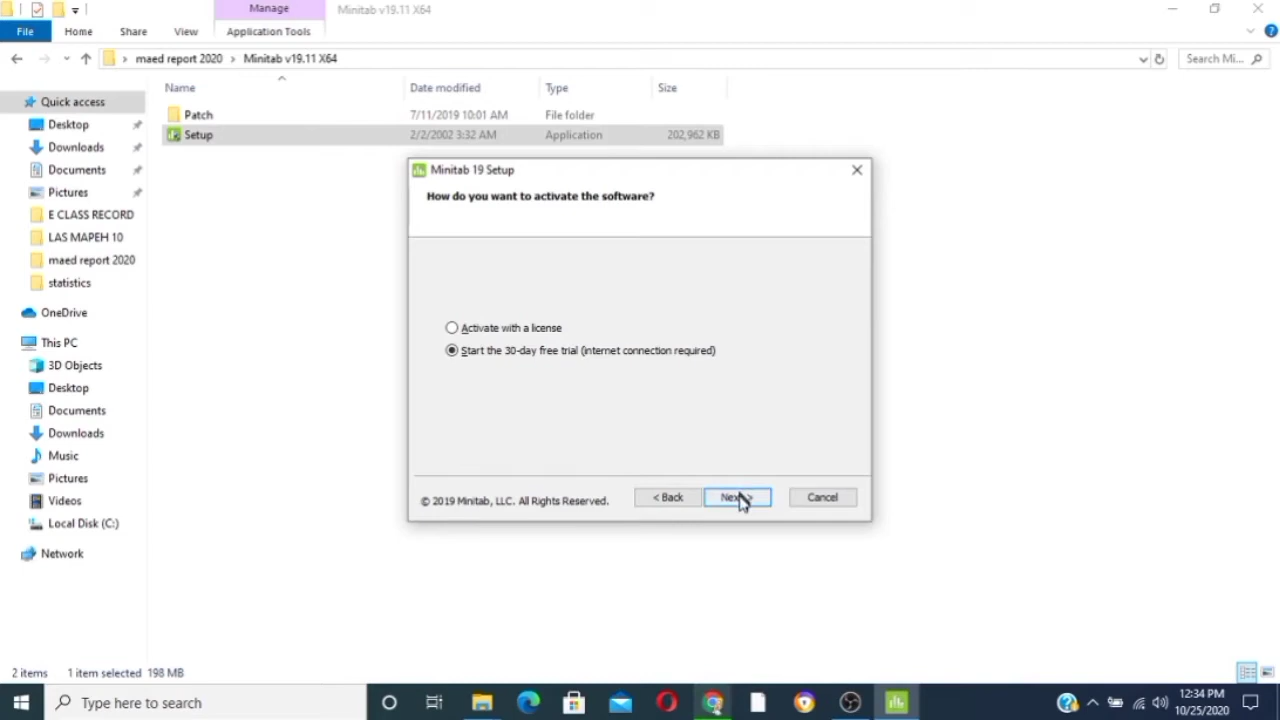 Manage
Minitab v19.11 X64
File
Home
Share
View
Application Tools
maed report 2020
Minitab v19.11 X64
Search Mi...
Name
Date modified
Type
Size
Patch
7/11/2019 10:01 AM
File folder
Setup
2/2/2002 3:32 AM
Application
202,962 KB
Quick access
Desktop
Downloads
Documents
Pictures
E CLASS RECORD
LAS MAPEH 10
maed report 2020
statistics
OneDrive
This PC
3D Objects
Desktop
Documents
Downloads
Music
Pictures
Videos
Local Disk (C:)
Network
Minitab 19 Setup
How do you want to activate the software?
Activate with a license
Start the 30-day free trial (internet connection required)
© 2019 Minitab, LLC. All Rights Reserved.
< Back
Cancel
2 items
1 item selected 198 MB
Type here to search
12:34 PM
10/25/2020